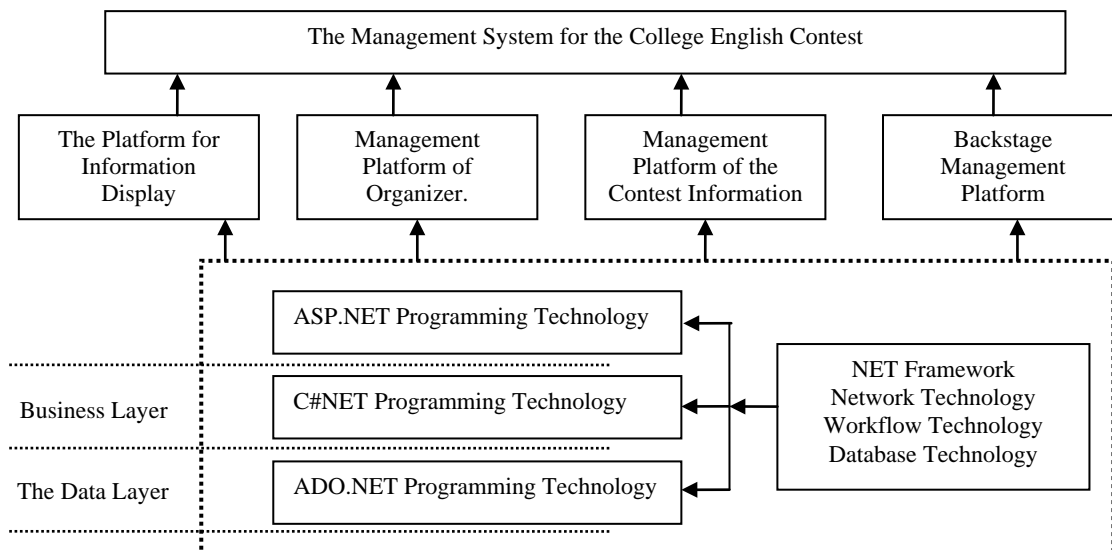 The Management System for the College English Contest
The Platform for
Information
Display
Management
Platform of
Organizer.
Management
Platform of the
Contest Information
Backstage
Management
Platform
ASP.NET Programming Technology
Business Layer
C#NET Programming Technology
The Data Layer
ADO.NET Programming Technology
NET Framework
Network Technology
Workflow Technology
Database Technology